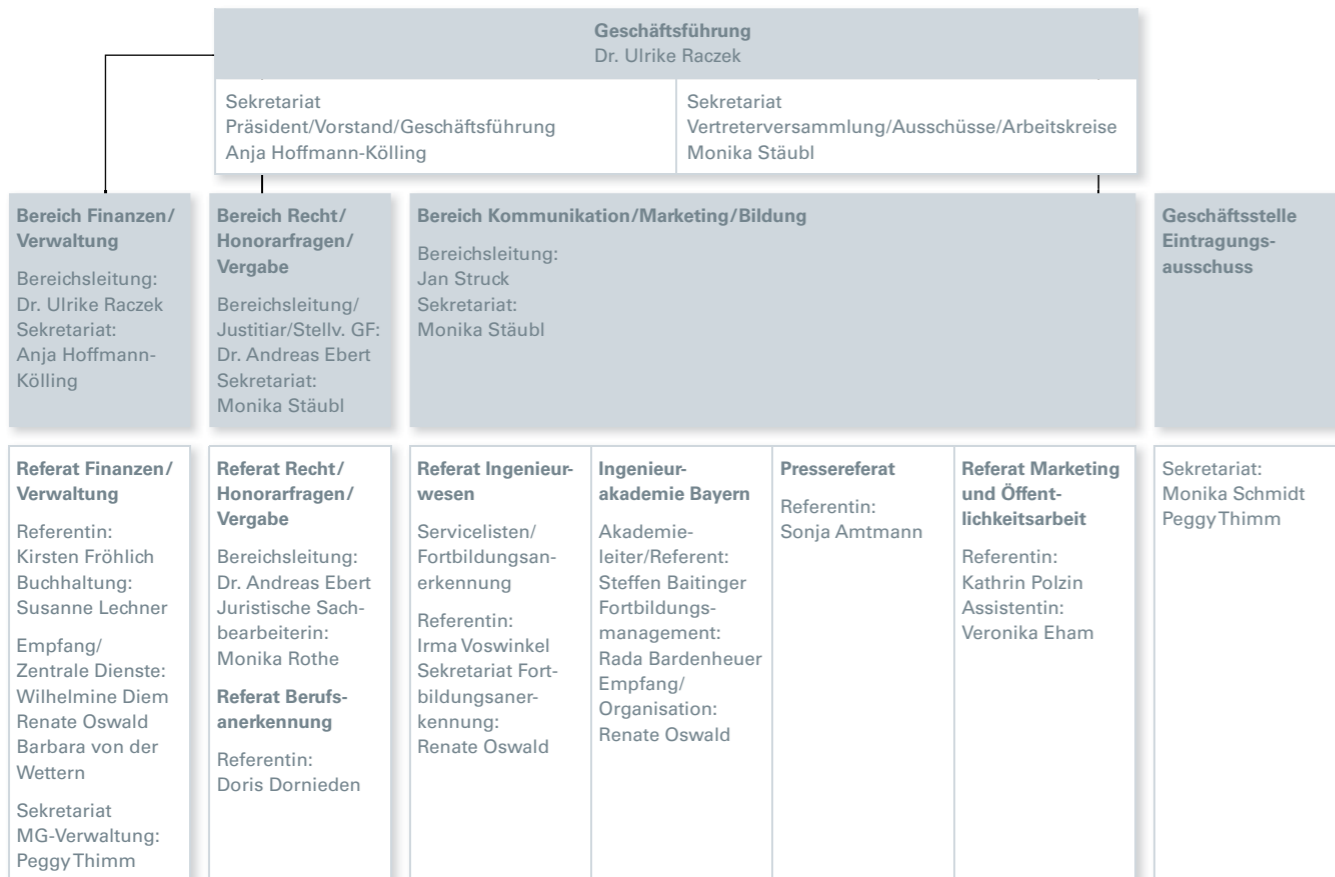 Geschäftsführung
Dr. Ulrike Raczek
Sekretariat
Präsident/Vorstand/Geschäftsführung
Anja Hoffmann-Kölling
Sekretariat
Vertreterversammlung/Ausschüsse/Arbeitskreise
Monika Stäubl
Bereich Finanzen/
Verwaltung
Bereichsleitung:
Dr. Ulrike Raczek
Sekretariat:
Anja Hoffmann-
Kölling
Bereich Recht/
Honorarfragen/
Vergabe
Bereichsleitung/
Justitiar/Stellv. GF:
Dr. Andreas Ebert
Sekretariat:
Monika Stäubl
Bereich Kommunikation/Marketing/Bildung
Bereichsleitung:
Jan Struck
Sekretariat:
Monika Stäubl
Geschäftsstelle
Eintragungs-
ausschuss
Referat Finanzen/
Verwaltung
Referentin:
Kirsten Fröhlich
Buchhaltung:
Susanne Lechner
Empfang/
Zentrale Dienste:
Wilhelmine Diem
Renate Oswald
Barbara von der
Wettern
Sekretariat
MG-Verwaltung:
Peggy Thimm
Referat Recht/
Honorarfragen/
Vergabe
Bereichsleitung:
Dr. Andreas Ebert
Juristische Sach-
bearbeiterin:
Monika Rothe
Referat Berufs-
anerkennung
Referentin:
Doris Dornieden
Referat Ingenieur-
wesen
Servicelisten/
Fortbildungsan-
erkennung
Referentin:
Irma Voswinkel
Sekretariat Fort-
bildungsaner-
kennung:
Renate Oswald
Ingenieur-
akademie Bayern
Akademie-
leiter/Referent:
Steffen Baitinger
Fortbildungs-
management:
Rada Bardenheuer
Empfang/
Organisation:
Renate Oswald
Pressereferat
Referentin:
Sonja Amtmann
Referat Marketing
und Öffent-
lichkeitsarbeit
Referentin:
Kathrin Polzin
Assistentin:
Veronika Eham
Sekretariat:
Monika Schmidt
Peggy Thimm